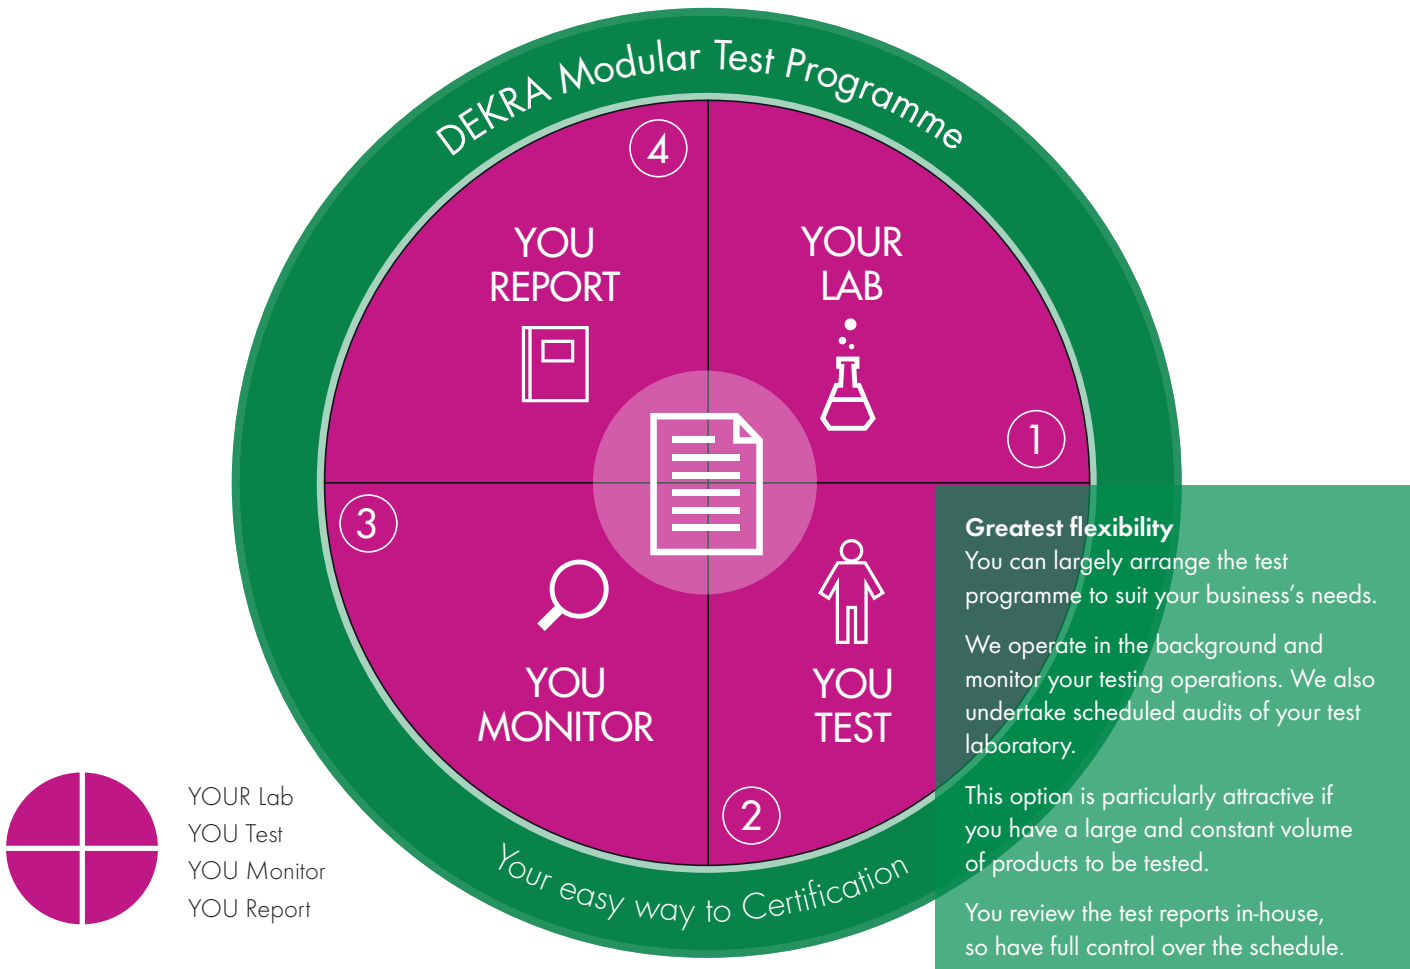 DEKRA Modular Test Programme
4
YOU
REPORT
YOUR
LAB
1
3
YOU
MONITOR
YOU
TEST
2
Your easy way to Certification
Greatest flexibility
You can largely arrange the test
programme to suit your business’s needs.
We operate in the background and
monitor your testing operations. We also
undertake scheduled audits of your test
laboratory.
This option is particularly attractive if
you have a large and constant volume
of products to be tested.
You review the test reports in-house,
so have full control over the schedule.
YOUR Lab
YOU Test
YOU Monitor
YOU Report